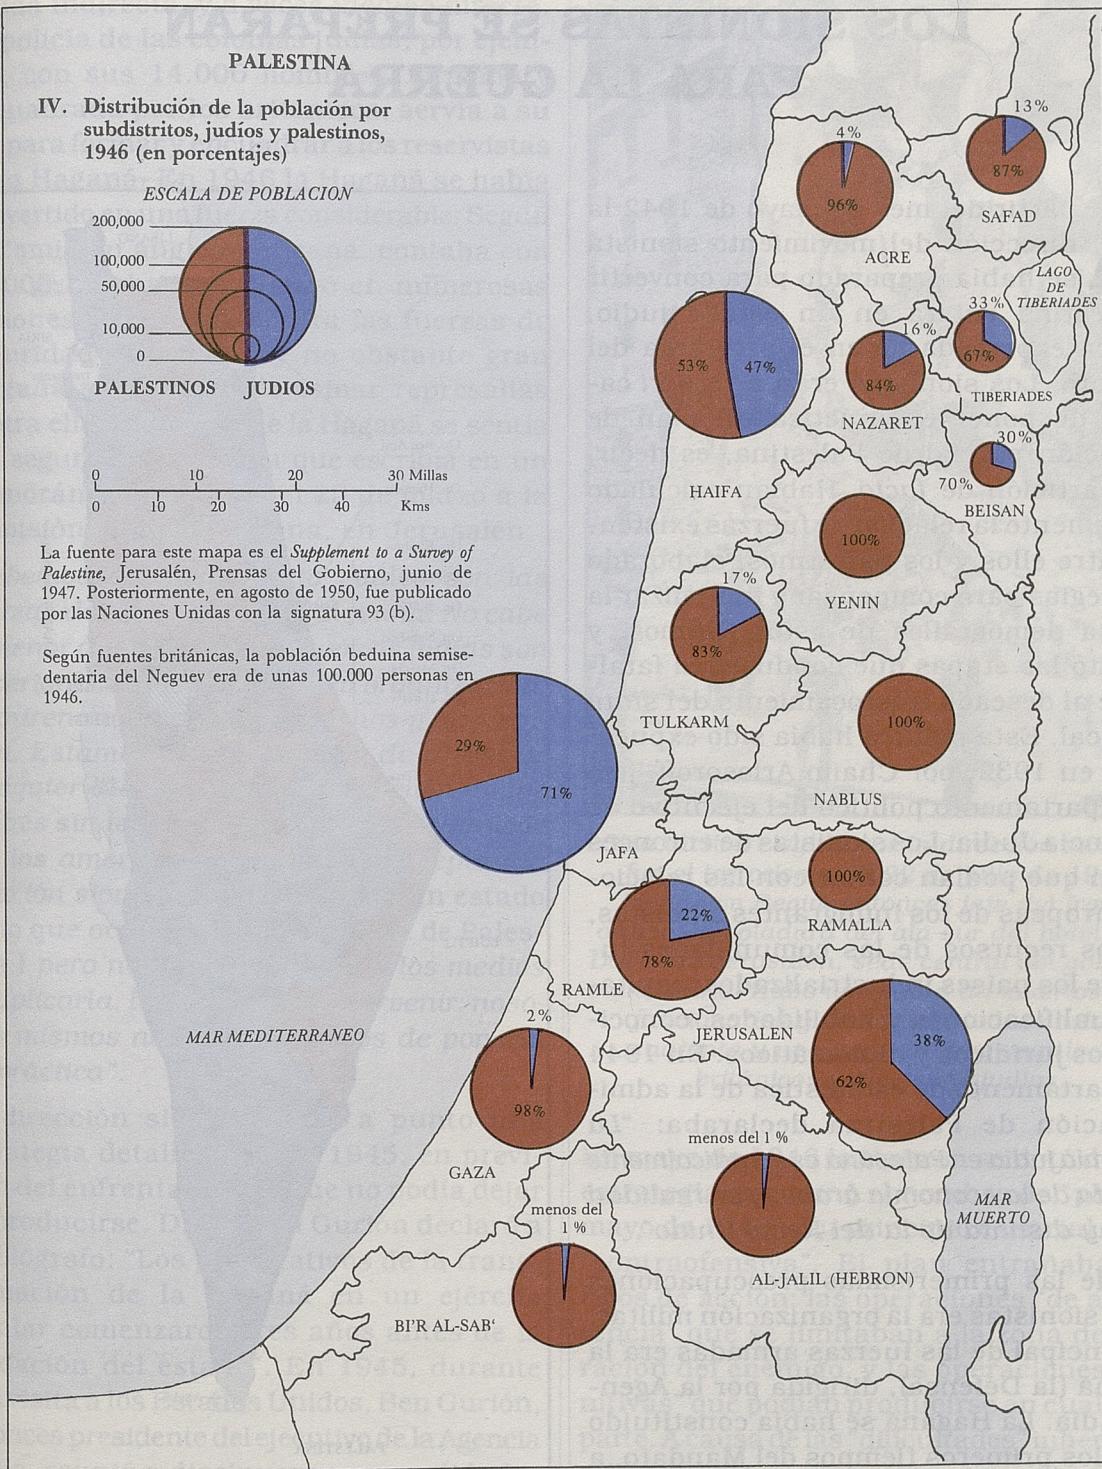 PALESTINA
IV. Distribución de la población por
subdistritos, judíos y palestinos,
1946 (en porcentajes)
ESCALA DE POBLACION
200,000
100,000
50,000
10,000
0
PALESTINOS JUDIOS
0 10 20 30 Millas
0 10 20 30 40 Kms
La fuente para este mapa es el Supplement to a Survey of
Palestine, Jerusalén, Prensas del Gobierno, junio de
1947. Posteriormente, en agosto de 1950, fue publicado
por las Naciones Unidas con la signatura 93 (b).
Según fuentes británicas, la población beduina semise-
dentaria del Neguev era de unas 100.000 personas en
1946.
13%
87%
SAFAD
4%
96%
ACRE
LAGO
DE
TIBERIADES
33%
67%
TIBERIADES
16%
84%
NAZARET
53% 47%
HAIFA
30%
70%
BEISAN
100%
YENIN
17%
83%
TULKARM
100%
NABLUS
29%
71%
JAFA
100%
RAMALLA
22%
78%
RAMLE
MAR MEDITERRANEO
JERUSALEN
38%
62%
2%
98%
GAZA
menos del 1%
AL-JALIL (HEBRON)
MAR
MUERTO
menos del
1%
BI'R AL-SAB‘